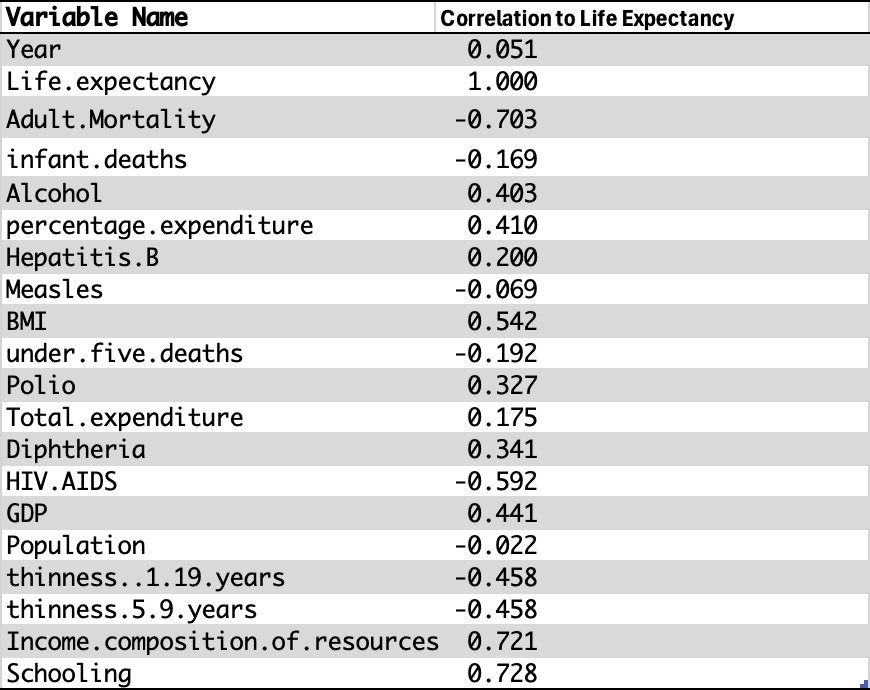 Variable Name Correlation to Life Expectancy
Year 0.051
Life.expectancy 1.000
Adult.Mortality -0.703
infant.deaths -0.169
Alcohol 0.403
percentage.expenditure 0.410
Hepatitis.B 0.200
Measles -0.069
BMI 0.542
under.five.deaths -0.192
Polio 0.327
Total.expenditure 0.175
Diphtheria 0.341
HIV.AIDS -0.592
GDP 0.441
Population -0.022
thinness..1.19.years -0.458
thinness.5.9.years -0.458
Income.composition.of.resources 0.721
Schooling 0.728